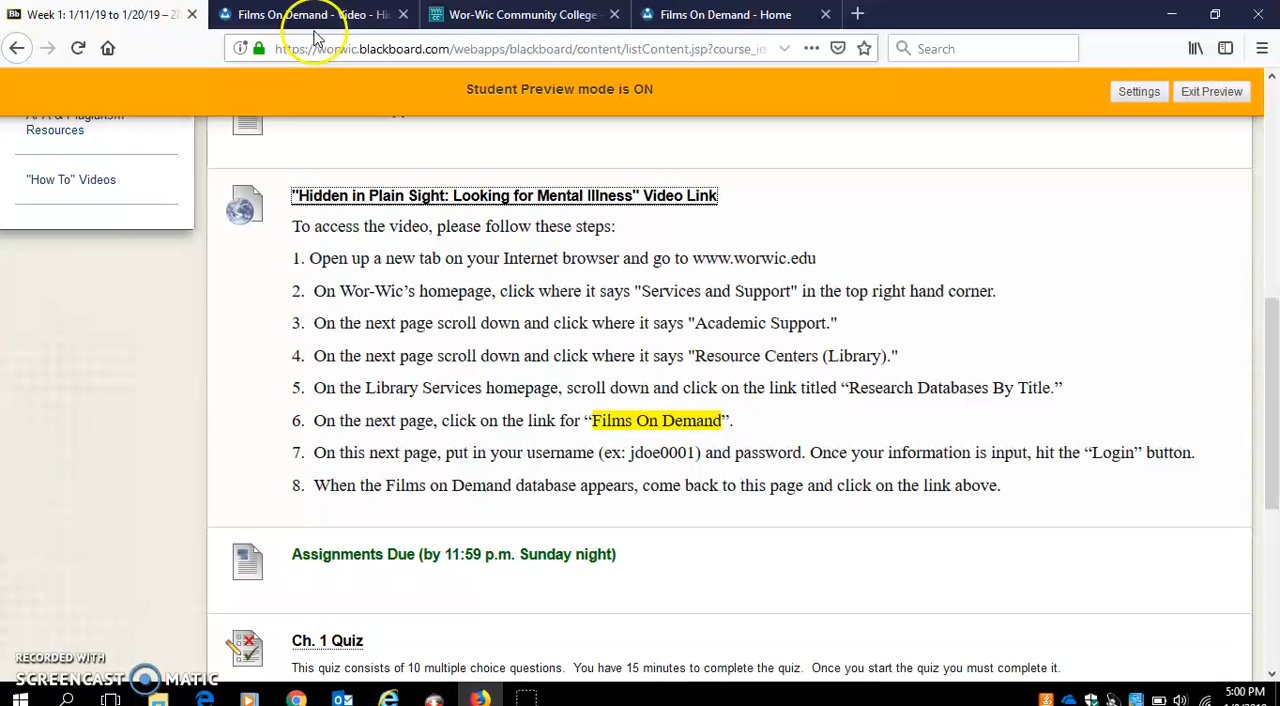 Bb Week 1: 1/11/19 to 1/20/19 – 20
Films On Demand - Video - Hi
Wor-Wic Community College -
Films On Demand - Home
https://worwic.blackboard.com/webapps/blackboard/content/listContent.jsp?course_id
Search
Student Preview mode is ON
Settings
Exit Preview
APA & Plagiarism
Resources
"How To" Videos
"Hidden in Plain Sight: Looking for Mental Illness" Video Link
To access the video, please follow these steps:
1. Open up a new tab on your Internet browser and go to www.worwic.edu
2. On Wor-Wic’s homepage, click where it says "Services and Support" in the top right hand corner.
3. On the next page scroll down and click where it says "Academic Support."
4. On the next page scroll down and click where it says "Resource Centers (Library)."
5. On the Library Services homepage, scroll down and click on the link titled “Research Databases By Title.”
6. On the next page, click on the link for “Films On Demand”.
7. On this next page, put in your username (ex: jdoe0001) and password. Once your information is input, hit the “Login” button.
8. When the Films on Demand database appears, come back to this page and click on the link above.
Assignments Due (by 11:59 p.m. Sunday night)
Ch. 1 Quiz
This quiz consists of 10 multiple choice questions. You have 15 minutes to complete the quiz. Once you start the quiz you must complete it.
RECORDED WITH
SCREENCAST MATIC
5:00 PM